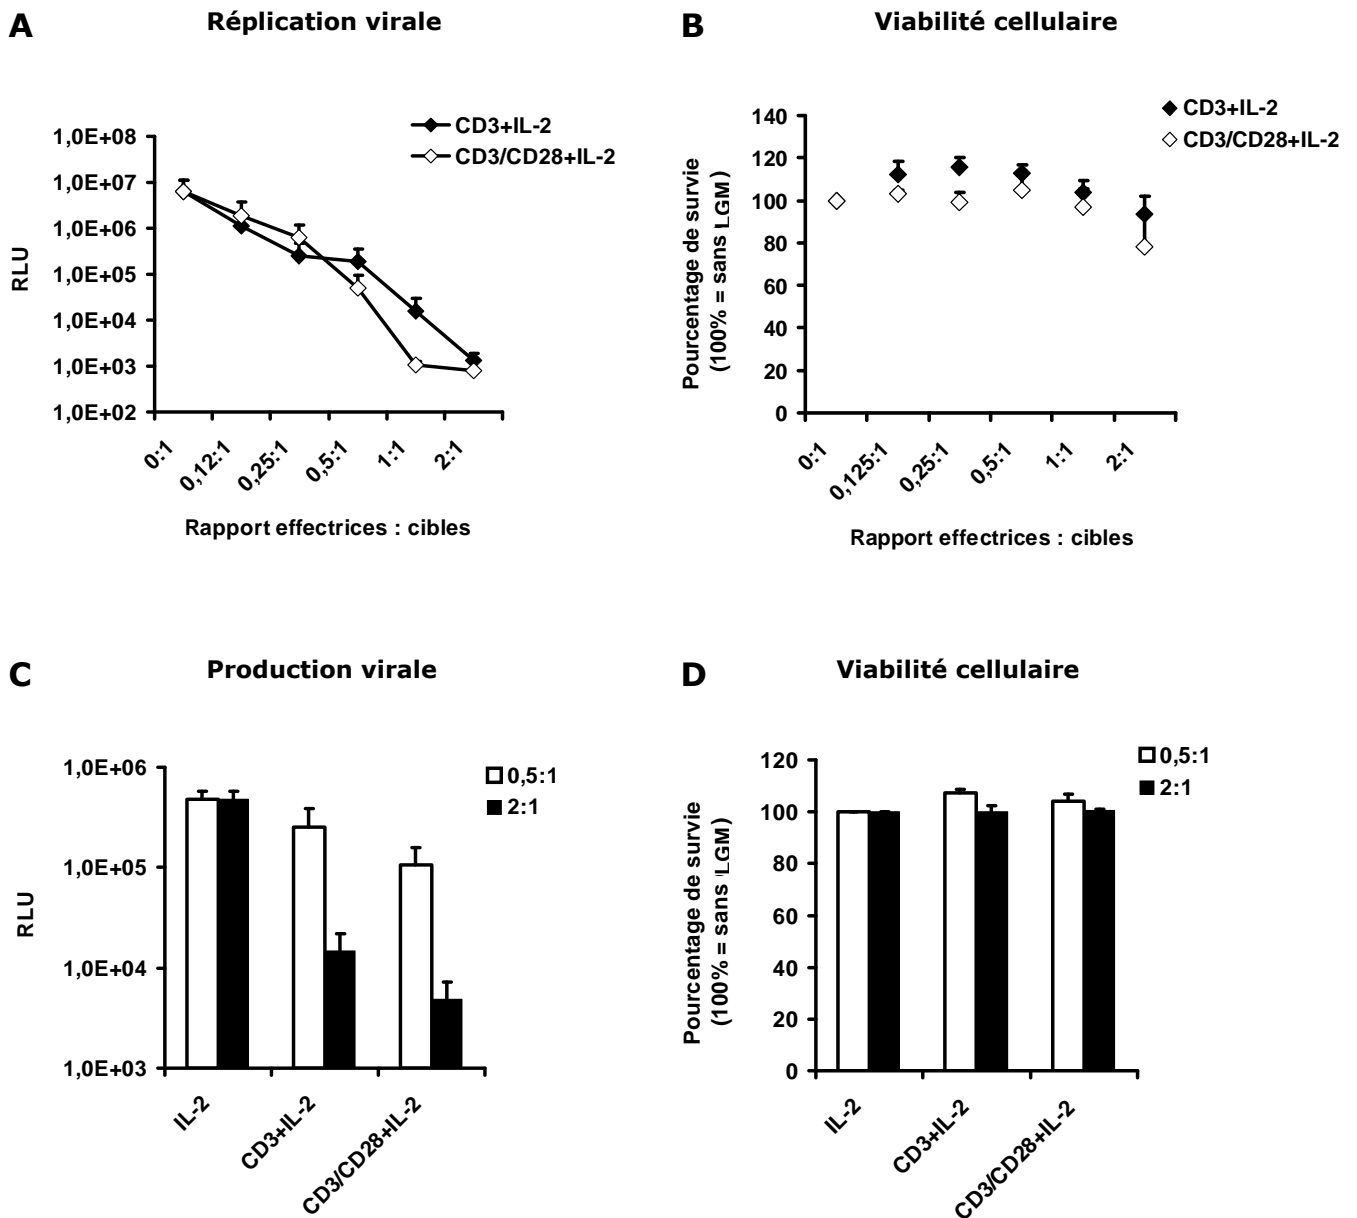 A
Réplication virale
CD3+IL-2
CD3/CD28+IL-2
1,0E+08
1,0E+07
1,0E+06
1,0E+05
1,0E+04
1,0E+03
1,0E+02
RLU
0:1
0,12:1
0,25:1
0,5:1
1:1
2:1
Rapport effectrices : cibles
B
Viabilité cellulaire
CD3+IL-2
CD3/CD28+IL-2
140
120
100
80
60
40
20
0
Pourcentage de survie
(100% = sans LGM)
0:1
0,125:1
0,25:1
0,5:1
1:1
2:1
Rapport effectrices : cibles
C
Production virale
0,5:1
2:1
1,0E+06
1,0E+05
1,0E+04
1,0E+03
RLU
IL-2
CD3+IL-2
CD3/CD28+IL-2
D
Viabilité cellulaire
0,5:1
2:1
120
100
80
60
40
20
0
Pourcentage de survie
(100% = sans LGM)
IL-2
CD3+IL-2
CD3/CD28+IL-2